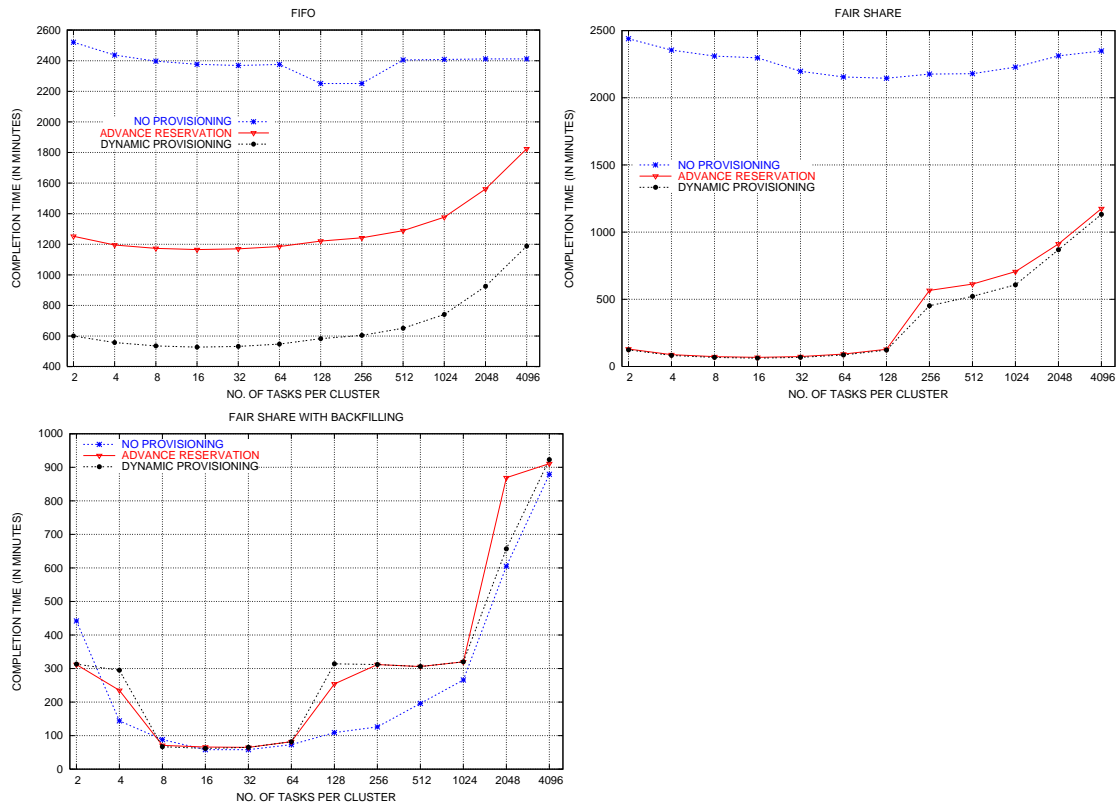 FIFO
2600
2400
2200
2000
1800
1600
1400
1200
1000
800
600
400
COMPLETION TIME (IN MINUTES)
NO PROVISIONING
ADVANCE RESERVATION
DYNAMIC PROVISIONING
2 4 8 16 32 64 128 256 512 1024 2048 4096
NO. OF TASKS PER CLUSTER
FAIR SHARE
2500
2000
1500
1000
500
0
COMPLETION TIME (IN MINUTES)
NO PROVISIONING
ADVANCE RESERVATION
DYNAMIC PROVISIONING
2 4 8 16 32 64 128 256 512 1024 2048 4096
NO. OF TASKS PER CLUSTER
FAIR SHARE WITH BACKFILLING
1000
900
800
700
600
500
400
300
200
100
0
COMPLETION TIME (IN MINUTES)
NO PROVISIONING
ADVANCE RESERVATION
DYNAMIC PROVISIONING
2 4 8 16 32 64 128 256 512 1024 2048 4096
NO. OF TASKS PER CLUSTER